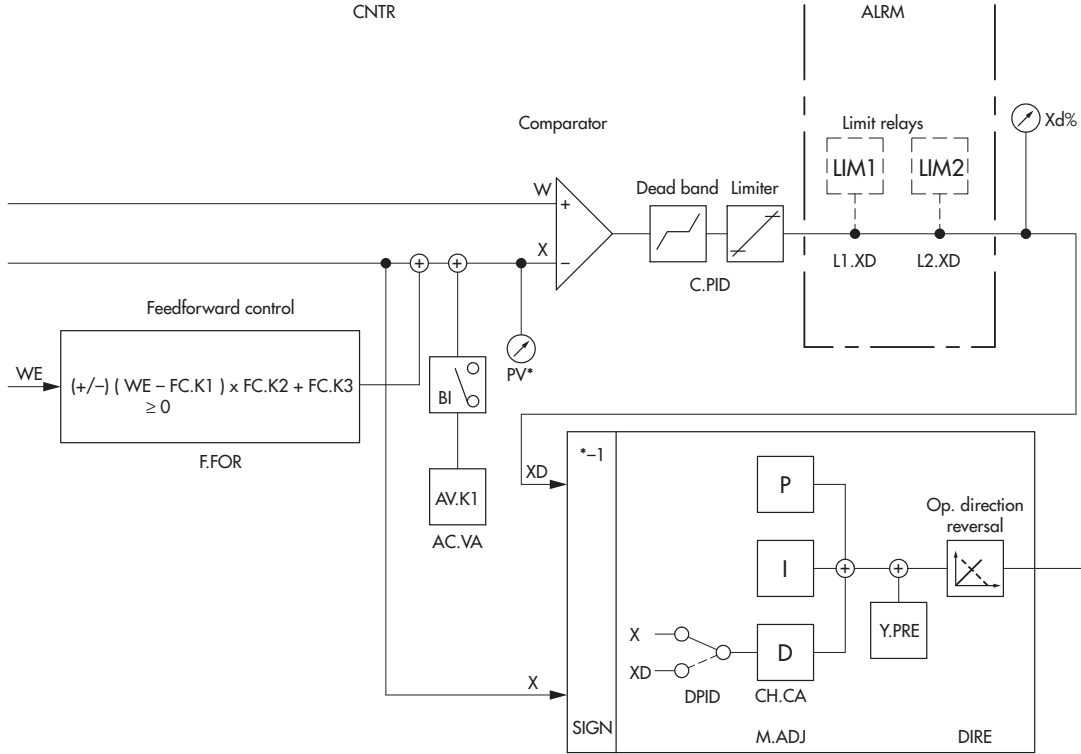 CNTR
ALRM
Comparator
Limit relays
Xd%
LIM1
LIM2
W
+
Dead band
Limiter
X
−
L1.XD
L2.XD
C.PID
Feedforward control
PV*
WE
(+/−) ( WE – FC.K1 ) x FC.K2 + FC.K3
≥ 0
BI
F.FOR
*–1
XD
P
AV.K1
Op. direction
reversal
AC.VA
I
X
Y.PRE
XD
D
X
DPID
CH.CA
SIGN
M.ADJ
DIRE